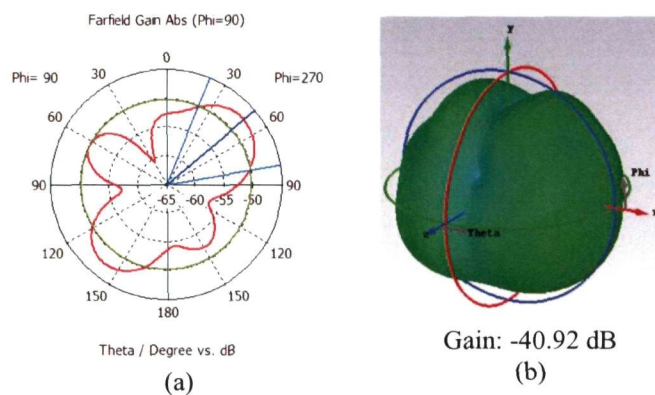 Farfield Gain Abs (Phi=90)
Phi= 90 30 0 30 Phi=270
60 60
90 -65 -60 -55 -50 90
120 120
150 180 150
Theta / Degree vs. dB
(a)
Y
Phi
Theta
Gain: -40.92 dB
(b)